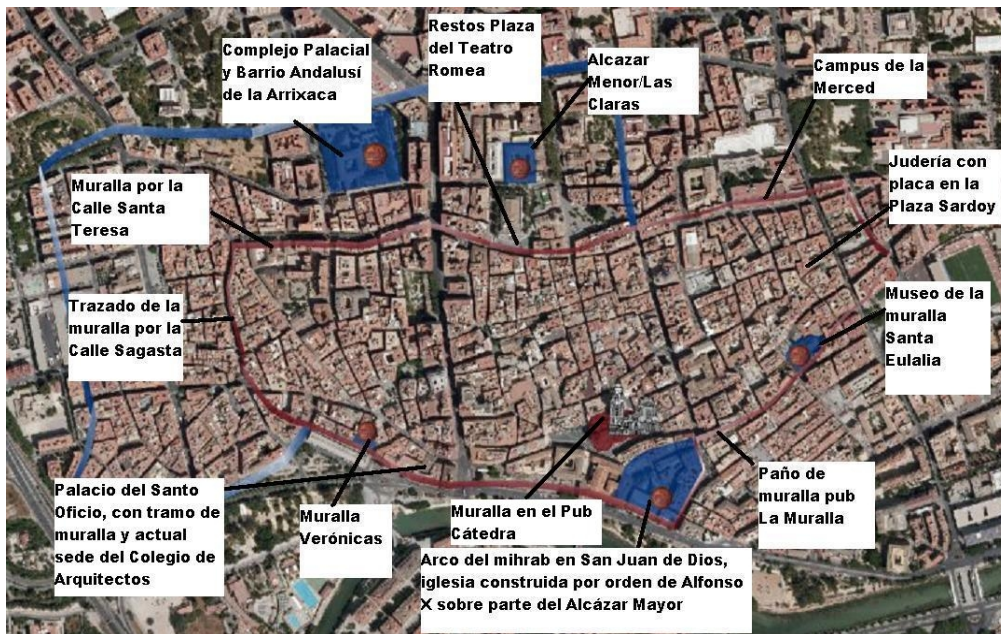 Complejo Palacial
y Barrio Andalusí
de la Arrixaca
Restos Plaza
del Teatro
Romea
Alcazar
Menor/Las
Claras
Campus de la
Merced
Muralla por la
Calle Santa
Teresa
Judería con
placa en la
Plaza Sardoy
Trazado de la
muralla por la
Calle Sagasta
Museo de la
muralla
Santa
Eulalia
Palacio del Santo
Oficio, con tramo de
muralla y actual
sede del Colegio de
Arquitectos
Muralla
Verónicas
Muralla en el Pub
Cátedra
Paño de
muralla pub
La Muralla
Arco del mihrab en San Juan de Dios,
iglesia construida por orden de Alfonso
X sobre parte del Alcázar Mayor